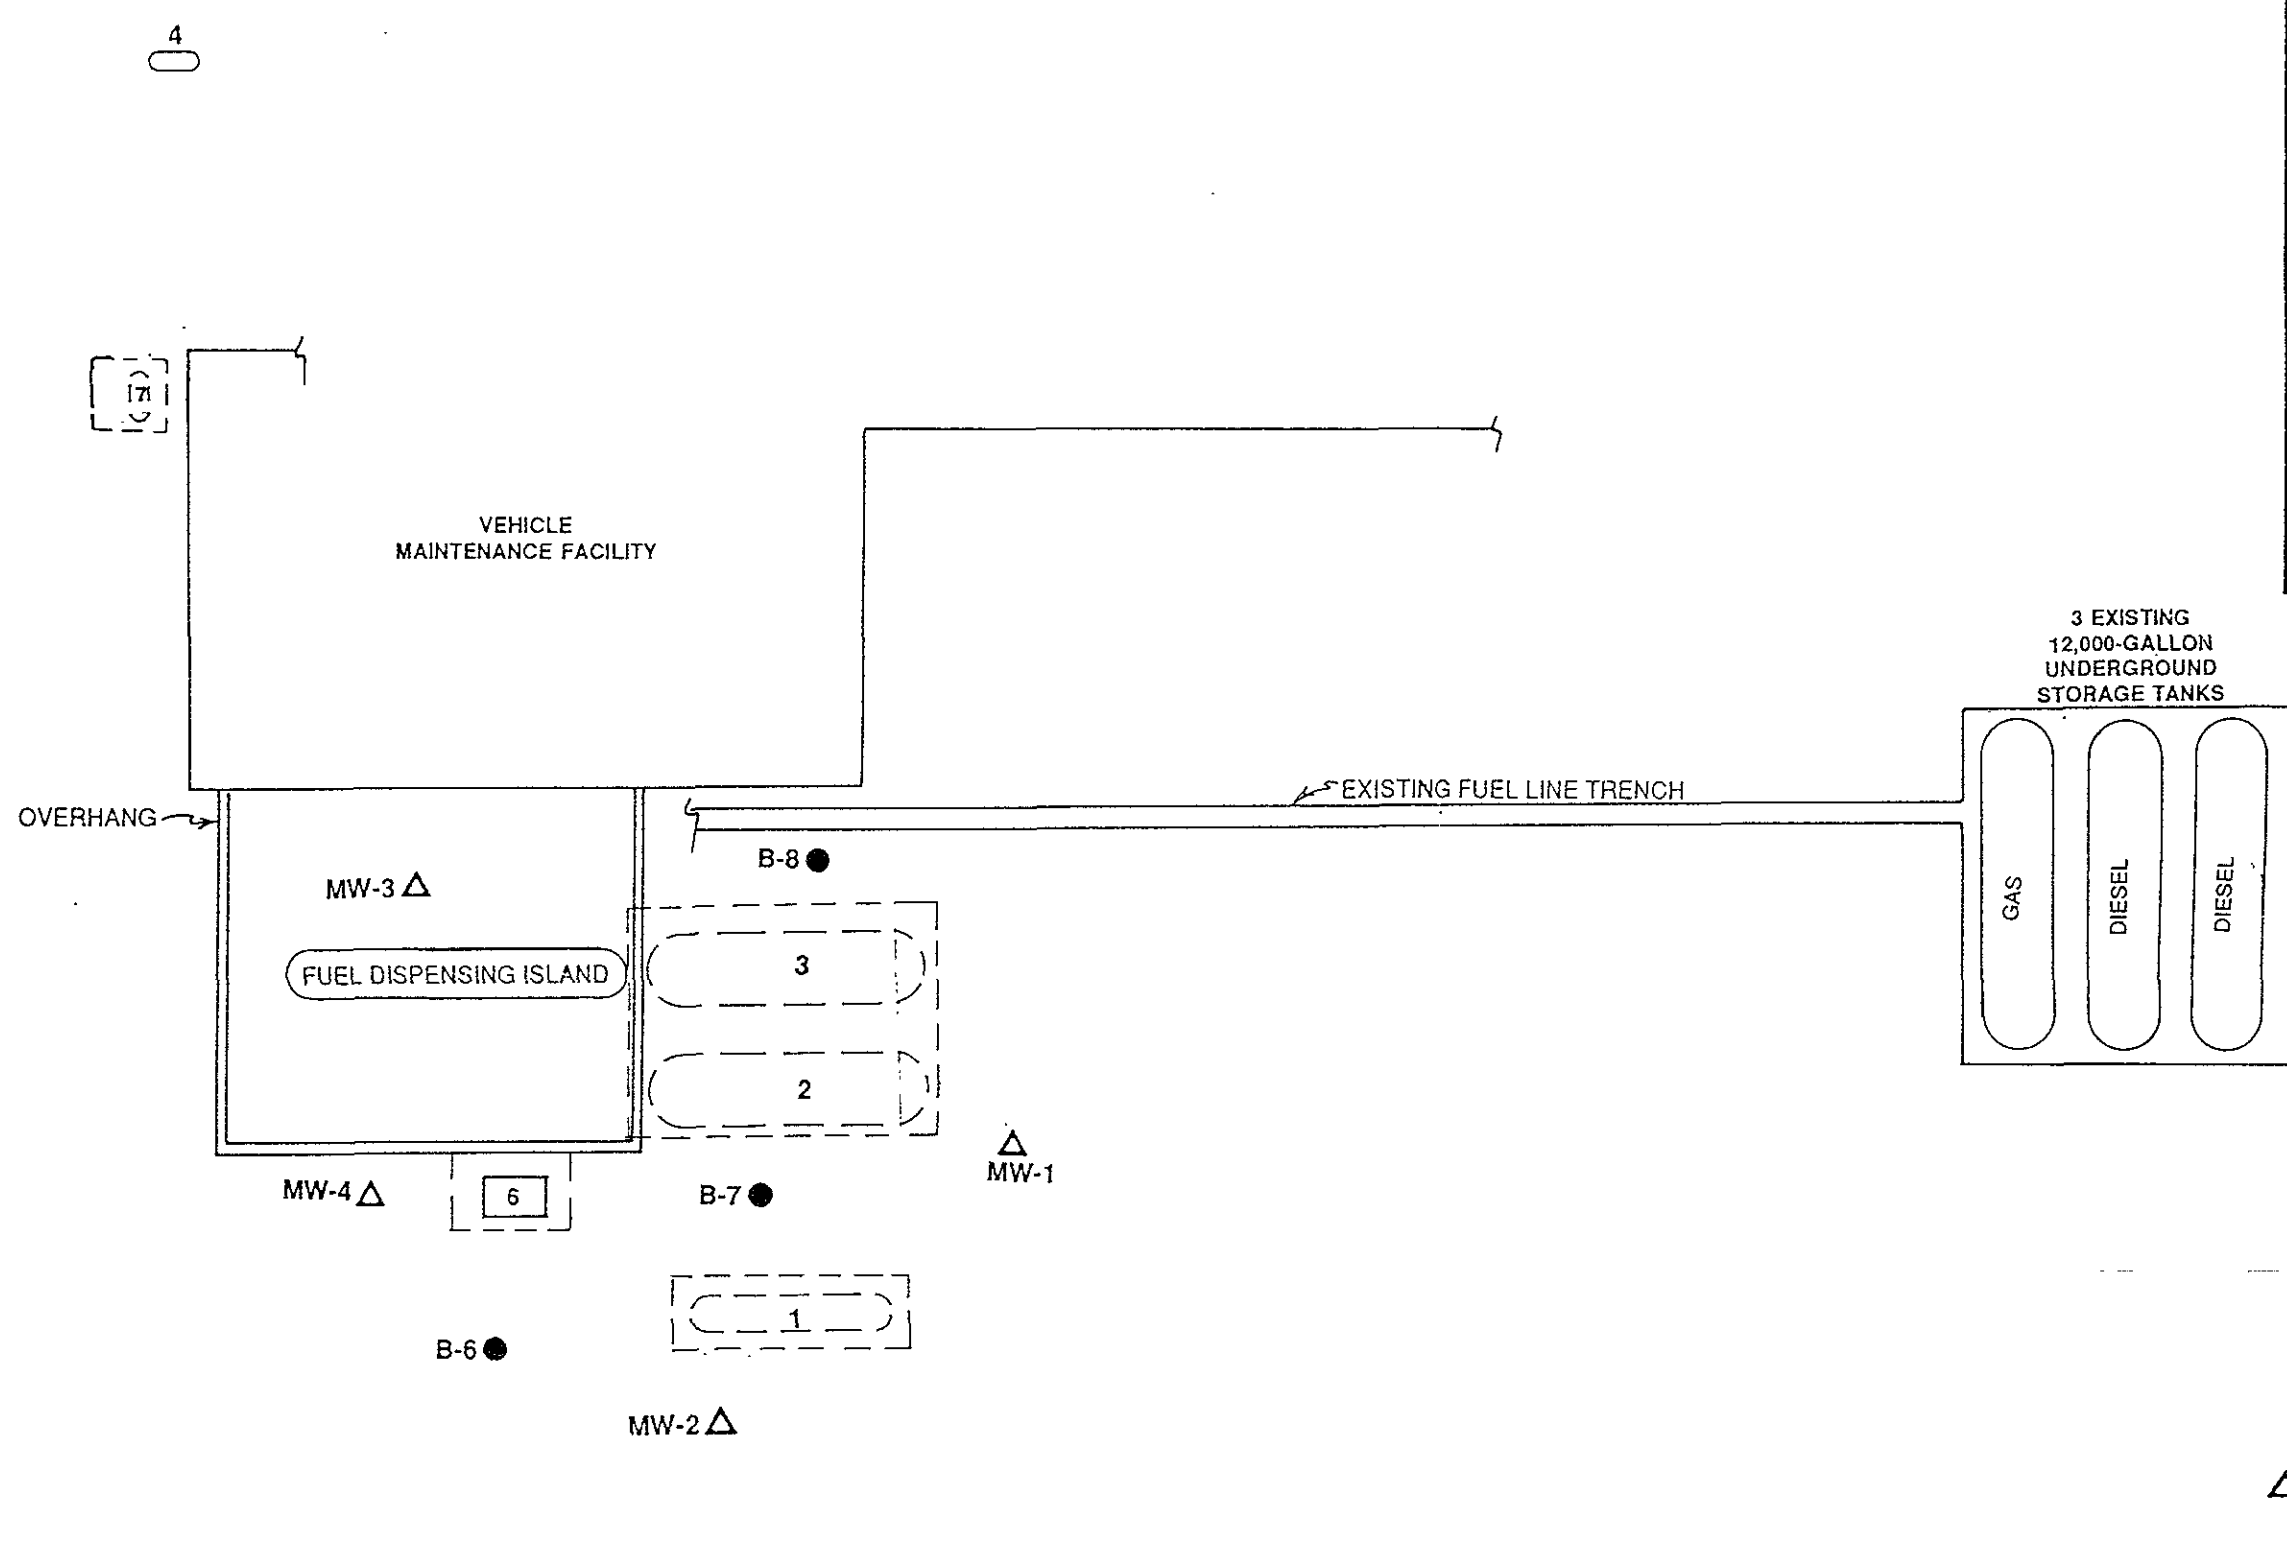 4
7
VEHICLE
MAINTENANCE FACILITY
3 EXISTING
12,000-GALLON
UNDERGROUND
STORAGE TANKS
EXISTING FUEL LINE TRENCH
OVERHANG
B-8
MW-3
GAS
DIESEL
DIESEL
3
FUEL DISPENSING ISLAND
2
MW-1
MW-4
6
B-7
1
B-6
MW-2